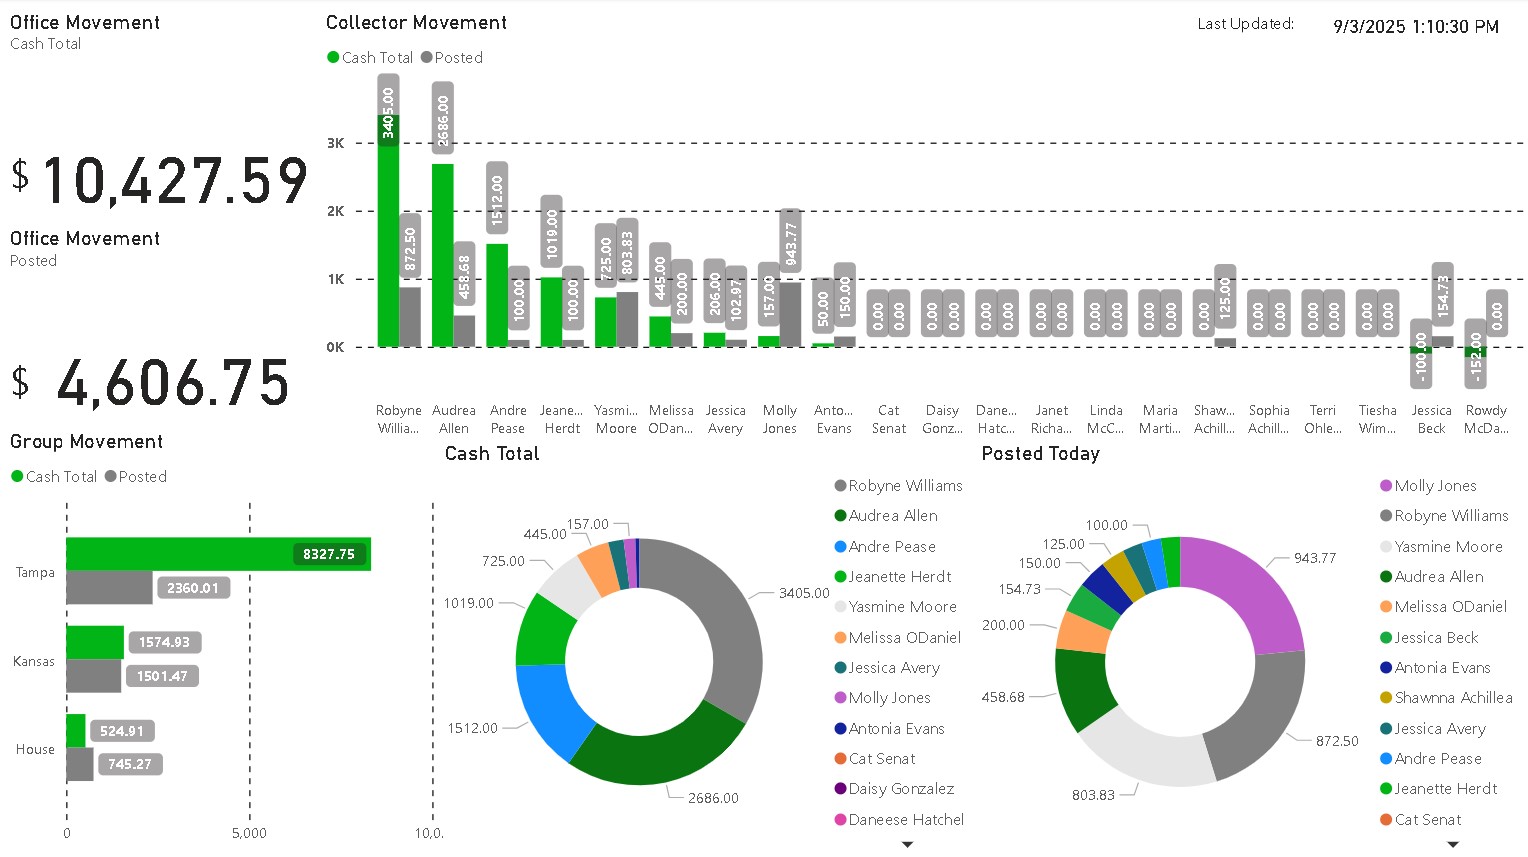 Office Movement
Cash Total
$ 10,427.59
Office Movement
Posted
$ 4,606.75
Collector Movement
Last Updated: 9/3/2025 1:10:30 PM
Cash Total Posted
3K
2K
1K
0K
3405.00 872.50
2686.00 458.68
1512.00 100.00
1019.00 100.00
725.00 803.83
445.00 200.00
206.00 102.97
157.00 943.77
50.00 150.00
0.00 0.00
0.00 0.00
0.00 0.00
0.00 0.00
0.00 0.00
0.00 0.00
0.00 125.00
0.00 0.00
0.00 0.00
0.00 0.00
-100.00 154.73
-152.00 0.00
Robyne Willia...
Audrea Allen
Andre Pease
Jeane... Herdt
Yasmi... Moore
Melissa ODan...
Jessica Avery
Molly Jones
Anto... Evans
Cat Senat
Daisy Gonz...
Dane... Hatc...
Janet Richa...
Linda McC...
Maria Marti...
Shaw... Achill...
Sophia Achill...
Terri Ohle...
Tiesha Wim...
Jessica Beck
Rowdy McDa...
Group Movement
Cash Total Posted
Tampa
8327.75
2360.01
Kansas
1574.93
1501.47
House
524.91
745.27
0 5,000 10,0.
Cash Total
157.00
445.00
725.00
1019.00
1512.00
2686.00
3405.00
Robyne Williams
Audrea Allen
Andre Pease
Jeanette Herdt
Yasmine Moore
Melissa ODaniel
Jessica Avery
Molly Jones
Antonia Evans
Cat Senat
Daisy Gonzalez
Daneese Hatchel
Posted Today
100.00
125.00
150.00
154.73
200.00
458.68
803.83
872.50
943.77
Molly Jones
Robyne Williams
Yasmine Moore
Audrea Allen
Melissa ODaniel
Jessica Beck
Antonia Evans
Shawnna Achillea
Jessica Avery
Andre Pease
Jeanette Herdt
Cat Senat